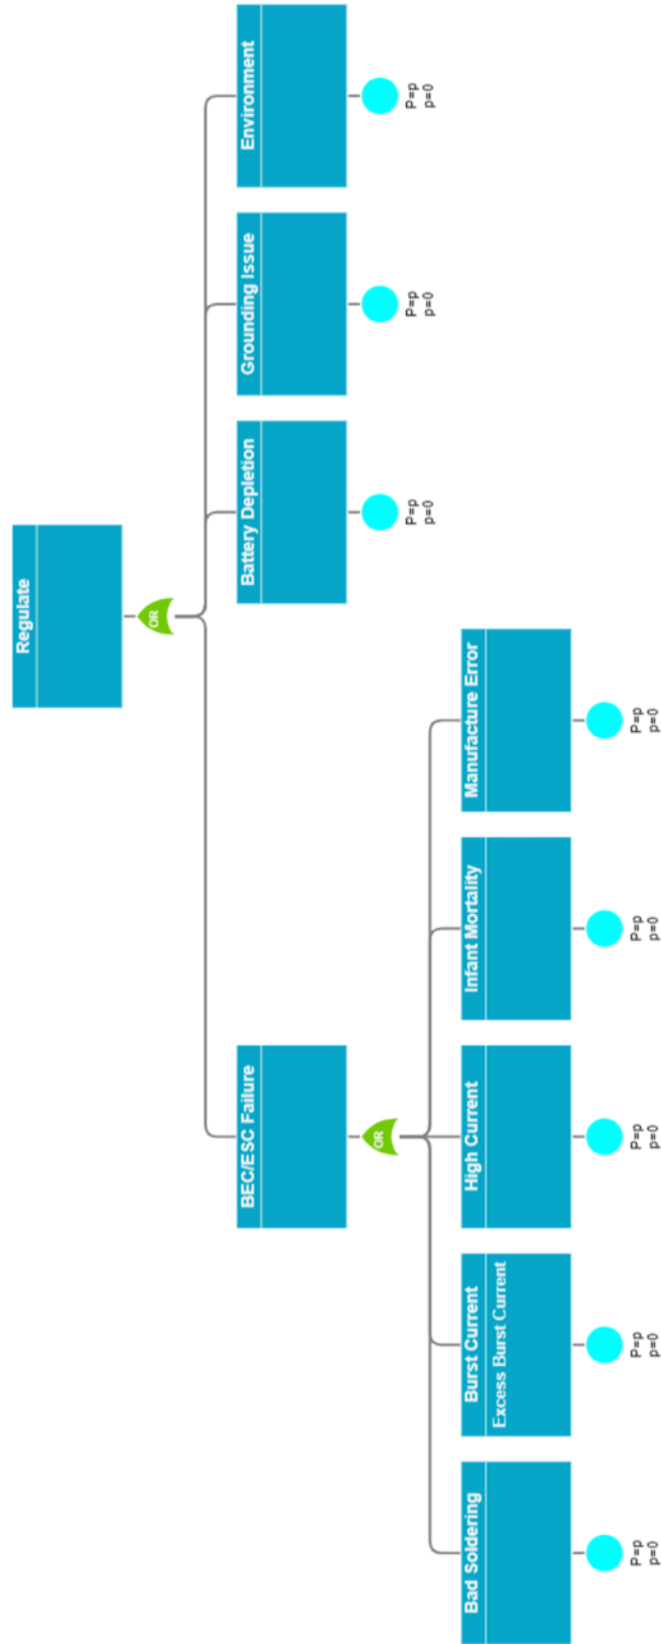 Regulate
OR
BEC/ESC Failure
Battery Depletion
P=p
p=0
Grounding Issue
P=p
p=0
Environment
P=p
p=0
OR
Bad Soldering
P=p
p=0
Burst Current
Excess Burst Current
P=p
p=0
High Current
P=p
p=0
Infant Mortality
P=p
p=0
Manufacture Error
P=p
p=0